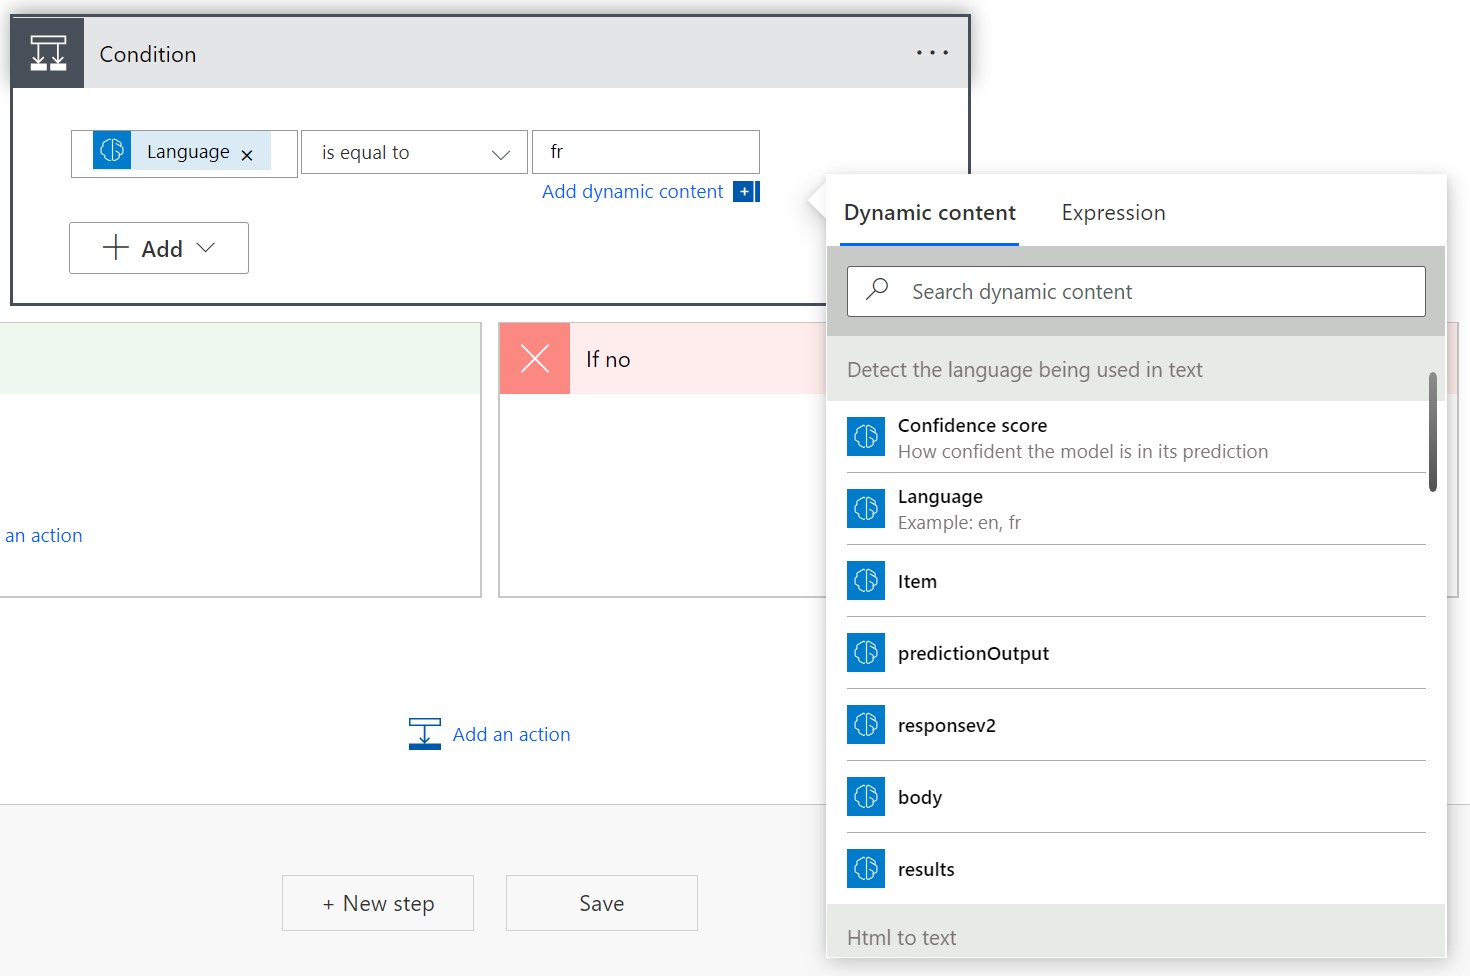 Condition
Language
is equal to
fr
Add dynamic content
+ Add
If no
an action
Add an action
+ New step
Save
Dynamic content
Expression
Search dynamic content
Detect the language being used in text
Confidence score
How confident the model is in its prediction
Language
Example: en, fr
Item
predictionOutput
responsev2
body
results
Html to text